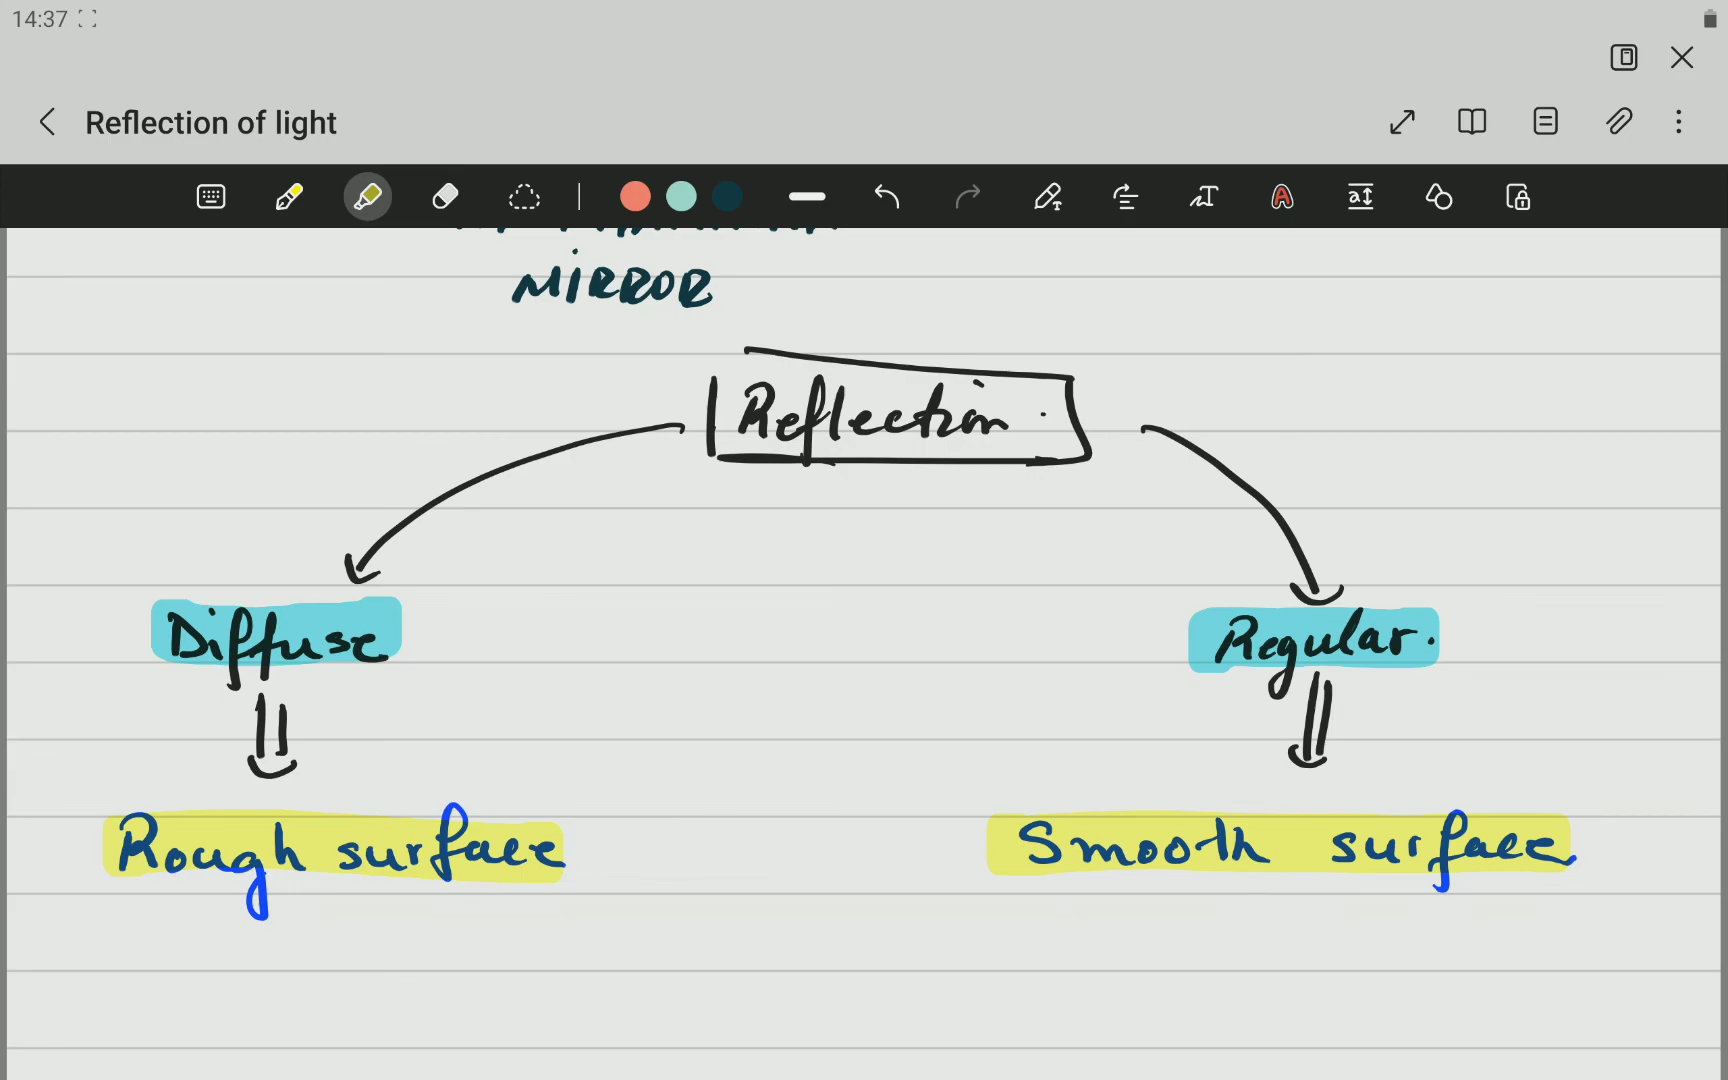 14:37
Reflection of light
MiRROR
Reflection.
Diffuse
Regular.
Rough surface
Smooth surface